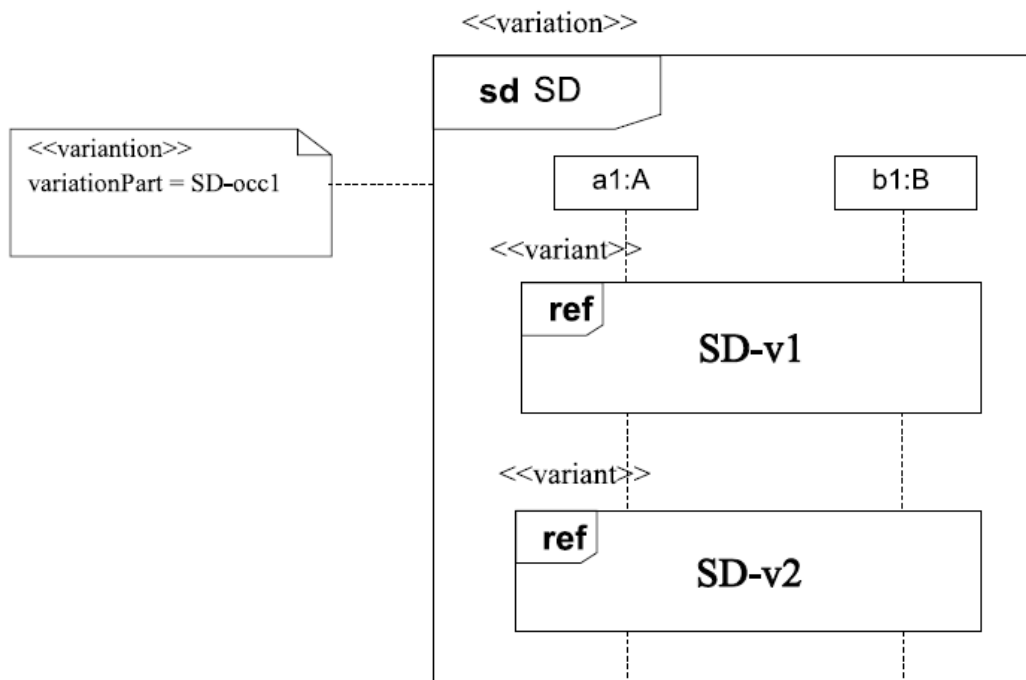 <<variation>>
sd SD
<<variantion>>
variationPart = SD-occ1
a1:A
b1:B
<<variant>>
ref
SD-v1
<<variant>>
ref
SD-v2